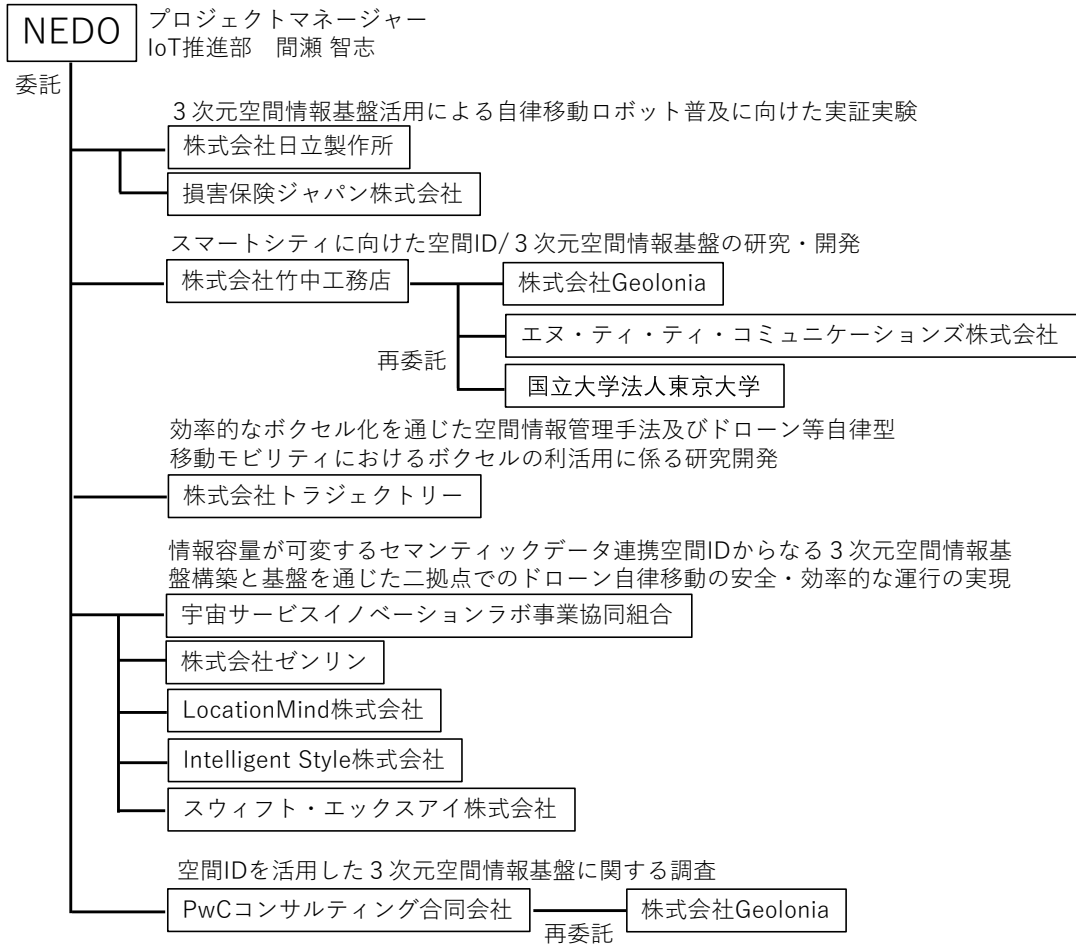 NEDO
プロジェクトマネージャー
IoT推進部　間瀬 智志
委託
３次元空間情報基盤活用による自律移動ロボット普及に向けた実証実験
株式会社日立製作所
損害保険ジャパン株式会社
スマートシティに向けた空間ID/３次元空間情報基盤の研究・開発
株式会社竹中工務店
株式会社Geolonia
エヌ・ティ・ティ・コミュニケーションズ株式会社
再委託
国立大学法人東京大学
効率的なボクセル化を通じた空間情報管理手法及びドローン等自律型
移動モビリティにおけるボクセルの利活用に係る研究開発
株式会社トラジェクトリー
情報容量が可変するセマンティックデータ連携空間IDからなる３次元空間情報基
盤構築と基盤を通じた二拠点でのドローン自律移動の安全・効率的な運行の実現
宇宙サービスイノベーションラボ事業協同組合
株式会社ゼンリン
LocationMind株式会社
Intelligent Style株式会社
スウィフト・エックスアイ株式会社
空間IDを活用した３次元空間情報基盤に関する調査
PwCコンサルティング合同会社
再委託
株式会社Geolonia